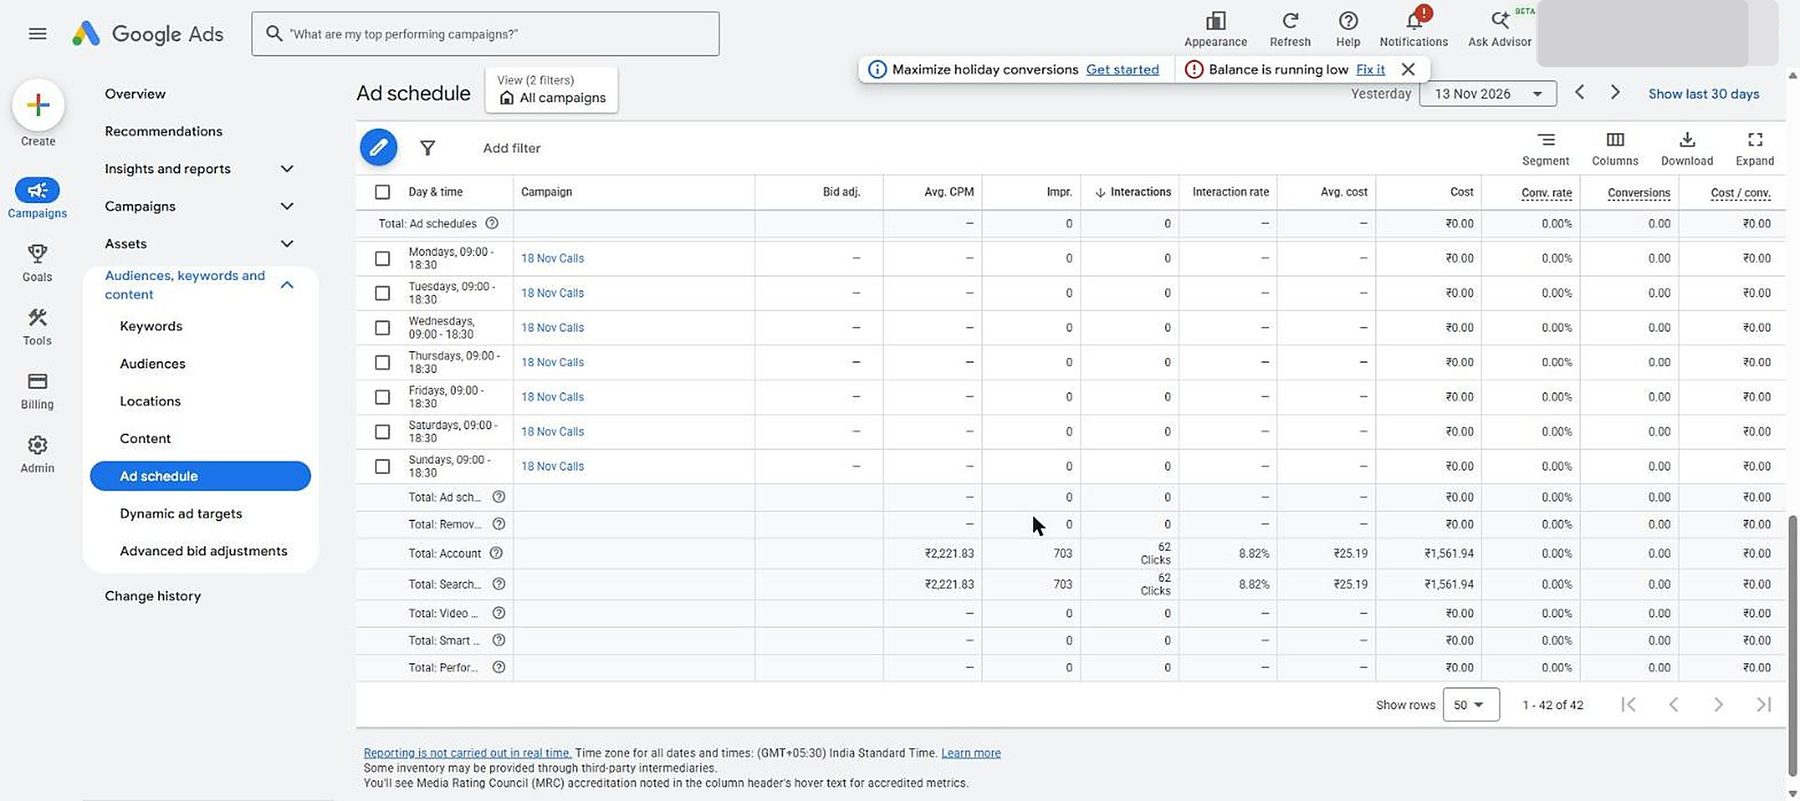 Google Ads
"What are my top performing campaigns?"
Appearance
Refresh
Help
Notifications
Ask Advisor
BETA
Maximize holiday conversions Get started
Balance is running low Fix it
Create
Campaigns
Goals
Tools
Billing
Admin
Overview
Recommendations
Insights and reports
Campaigns
Assets
Audiences, keywords and
content
Keywords
Audiences
Locations
Content
Ad schedule
Dynamic ad targets
Advanced bid adjustments
Change history
Ad schedule
View (2 filters)
All campaigns
Yesterday 13 Nov 2026 Show last 30 days
Add filter
Segment Columns Download Expand
Day & time Campaign Bid adj. Avg. CPM Impr. Interactions Interaction rate Avg. cost Cost Conv. rate Conversions Cost / conv.
Total: Ad schedules – 0 0 – – ₹0.00 0.00% 0.00 ₹0.00
Mondays, 09:00 -
18:30 18 Nov Calls – – 0 0 – – ₹0.00 0.00% 0.00 ₹0.00
Tuesdays, 09:00 -
18:30 18 Nov Calls – – 0 0 – – ₹0.00 0.00% 0.00 ₹0.00
Wednesdays,
09:00 - 18:30 18 Nov Calls – – 0 0 – – ₹0.00 0.00% 0.00 ₹0.00
Thursdays, 09:00 -
18:30 18 Nov Calls – – 0 0 – – ₹0.00 0.00% 0.00 ₹0.00
Fridays, 09:00 -
18:30 18 Nov Calls – – 0 0 – – ₹0.00 0.00% 0.00 ₹0.00
Saturdays, 09:00 -
18:30 18 Nov Calls – – 0 0 – – ₹0.00 0.00% 0.00 ₹0.00
Sundays, 09:00 -
18:30 18 Nov Calls – – 0 0 – – ₹0.00 0.00% 0.00 ₹0.00
Total: Ad sch... – 0 0 – – ₹0.00 0.00% 0.00 ₹0.00
Total: Remov... – 0 0 – – ₹0.00 0.00% 0.00 ₹0.00
Total: Account ₹2,221.83 703 62 Clicks 8.82% ₹25.19 ₹1,561.94 0.00% 0.00 ₹0.00
Total: Search... ₹2,221.83 703 62 Clicks 8.82% ₹25.19 ₹1,561.94 0.00% 0.00 ₹0.00
Total: Video ... – 0 0 – – ₹0.00 0.00% 0.00 ₹0.00
Total: Smart ... – 0 0 – – ₹0.00 0.00% 0.00 ₹0.00
Total: Perfor... – 0 0 – – ₹0.00 0.00% 0.00 ₹0.00
Show rows 50 1 - 42 of 42
Reporting is not carried out in real time. Time zone for all dates and times: (GMT+05:30) India Standard Time. Learn more
Some inventory may be provided through third-party intermediaries.
You'll see Media Rating Council (MRC) accreditation noted in the column header's hover text for accredited metrics.